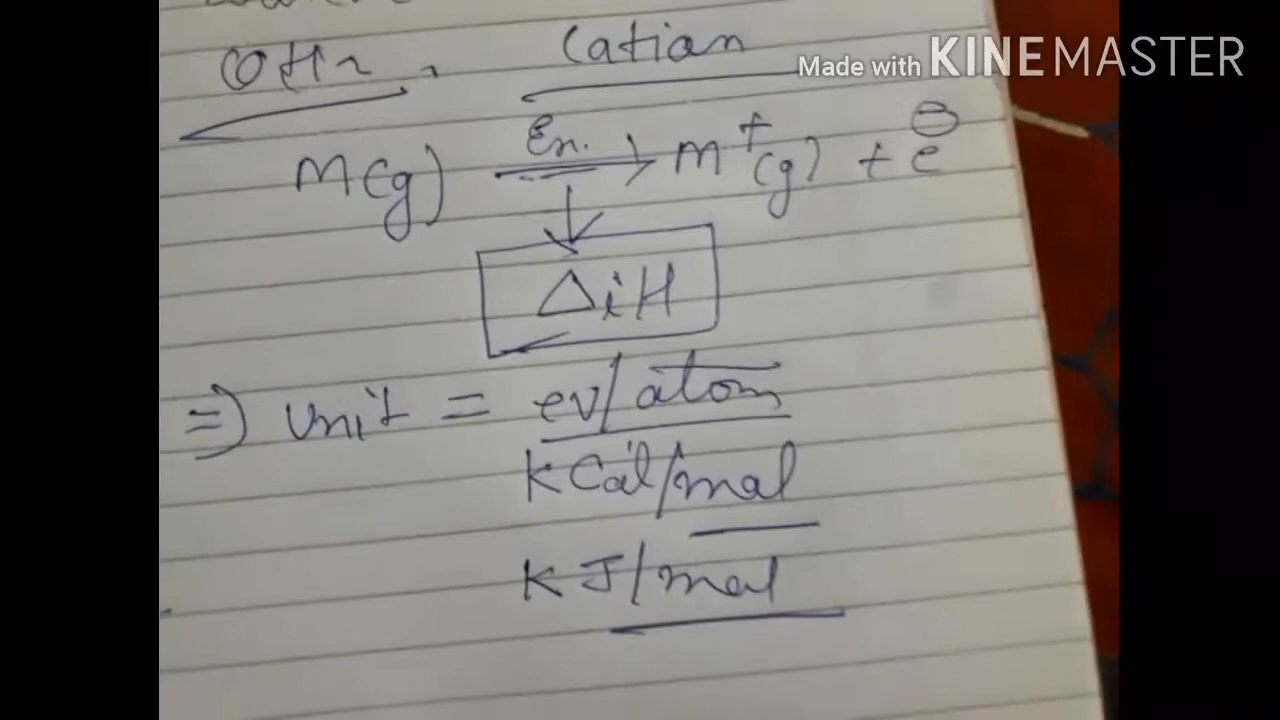 Cation
Made with KINEMASTER
M(g) En. → M⁺(g) + e⊖
↓
ΔiH
⇒) Unit = ev/atom
KCal/mol
KJ/mol